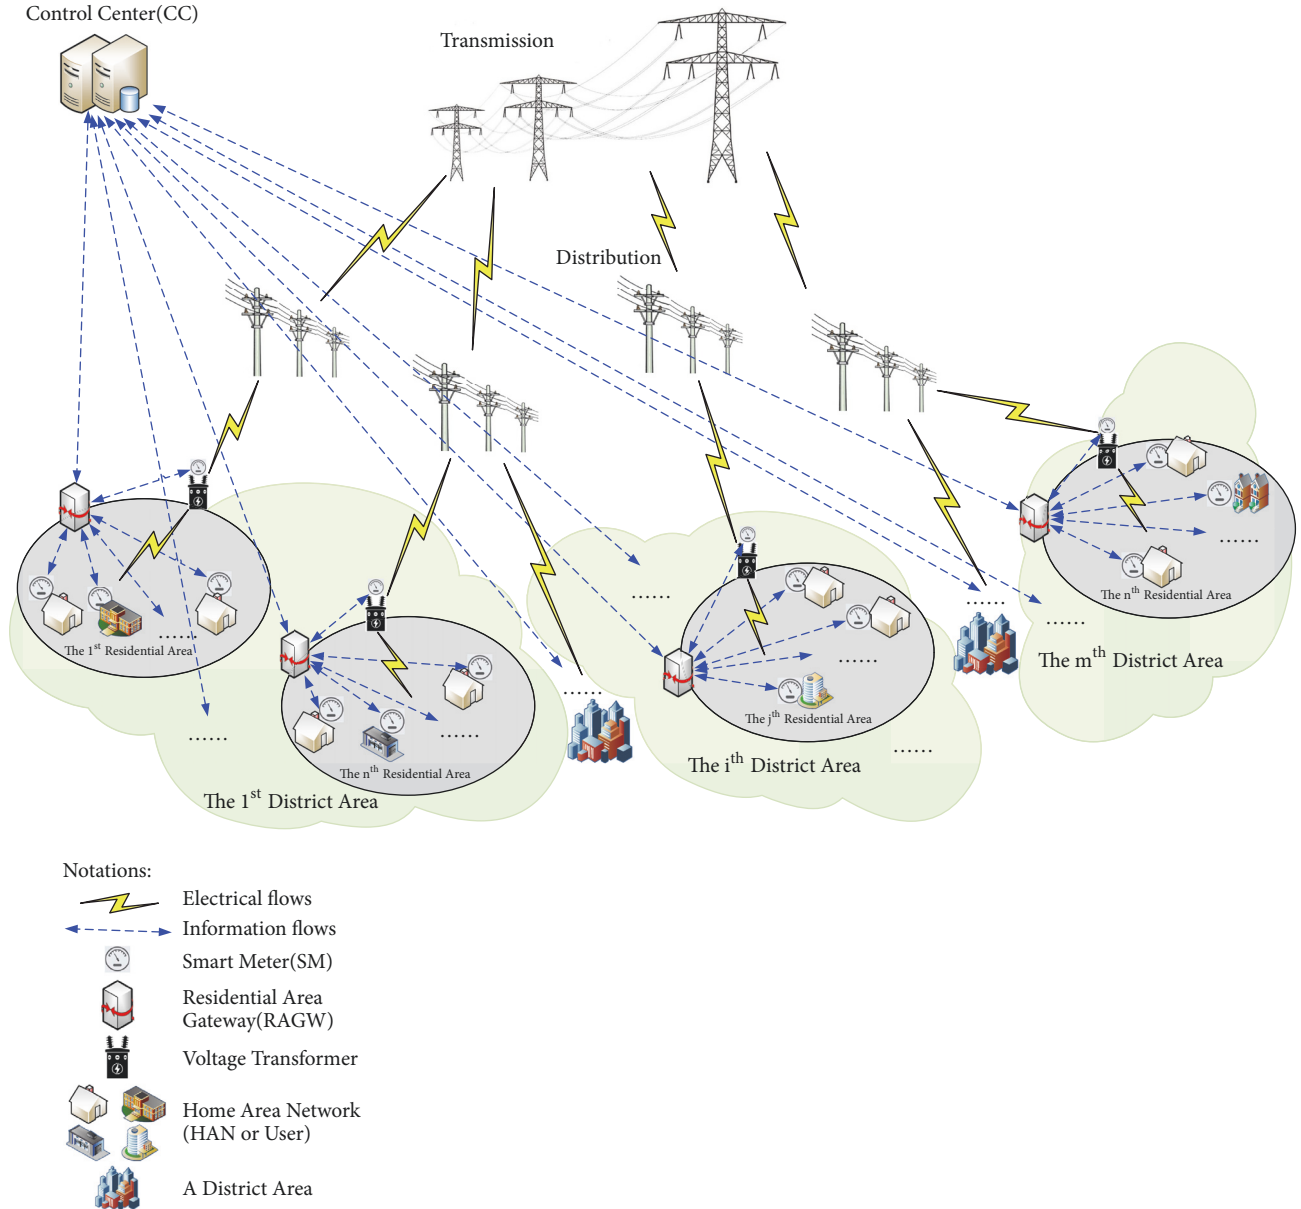 Control Center(CC)
Transmission
Distribution
The 1st Residential Area
......
The nth Residential Area
......
......
The 1st District Area
......
......
......
The jth Residential Area
The ith District Area
......
......
......
The nth Residential Area
......
The mth District Area
Notations:
Electrical flows
Information flows
Smart Meter(SM)
Residential Area
Gateway(RAGW)
Voltage Transformer
Home Area Network
(HAN or User)
A District Area